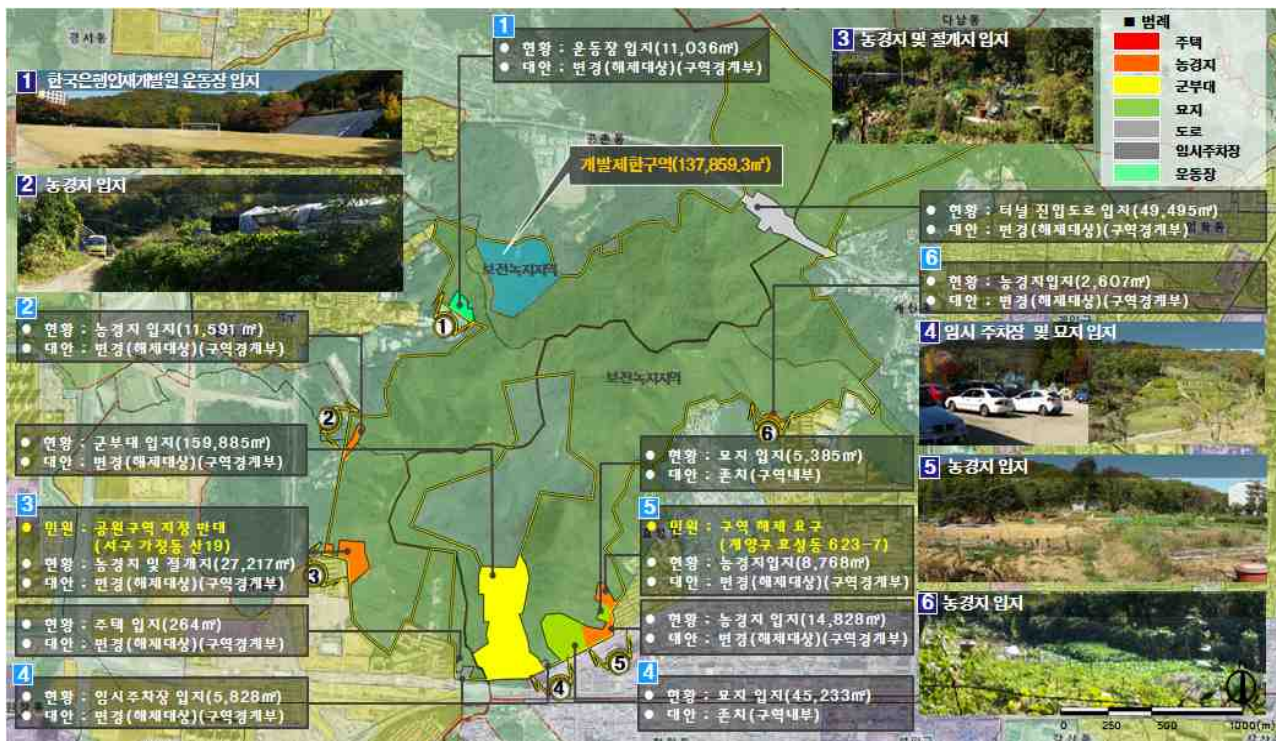 경서동
다남동
1
● 현황 : 운동장 입지(11,036㎡)
● 대안 : 변경(해제대상)(구역경계부)
3 농경지 및 절개지 입지
■ 범례
주택
농경지
군부대
묘지
도로
임시주차장
운동장
1 한국은행인재개발원 운동장 입지
공촌동
개발제한구역(137,859.3㎡)
2 농경지 입지
● 현황 : 터널 진입도로 입지(49,495㎡)
● 대안 : 변경(해제대상)(구역경계부)
보전녹지지역
6
● 현황 : 농경지입지(2,607㎡)
● 대안 : 변경(해제대상)(구역경계부)
2
● 현황 : 농경지 입지(11,591㎡)
● 대안 : 변경(해제대상)(구역경계부)
1
4 임시 주차장 및 묘지 입지
보전녹지지역
2
6
● 현황 : 군부대 입지(159,885㎡)
● 대안 : 변경(해제대상)(구역경계부)
● 현황 : 묘지 입지(5,385㎡)
● 대안 : 존치(구역내부)
5 농경지 입지
3
● 민원 : 공원구역 지정 반대
(서구 가정동 산19)
● 현황 : 농경지 및 절개지(27,217㎡)
● 대안 : 변경(해제대상)(구역경계부)
3
5
● 민원 : 구역 해제 요구
(계양구 효성동 623-7)
● 현황 : 농경지입지(8,768㎡)
● 대안 : 변경(해제대상)(구역경계부)
● 현황 : 주택 입지(264㎡)
● 대안 : 변경(해제대상)(구역경계부)
● 현황 : 농경지 입지(14,828㎡)
● 대안 : 변경(해제대상)(구역경계부)
6 농경지 입지
5
4
4
● 현황 : 임시주차장 입지(5,828㎡)
● 대안 : 변경(해제대상)(구역경계부)
4
● 현황 : 묘지 입지(45,233㎡)
● 대안 : 존치(구역내부)
0 250 500 1000(m)